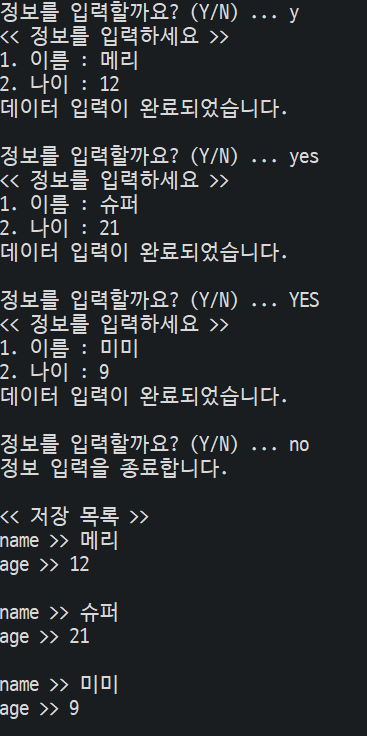 정보를 입력할까요? (Y/N) ... y
<< 정보를 입력하세요 >>
1. 이름 : 메리
2. 나이 : 12
데이터 입력이 완료되었습니다.
정보를 입력할까요? (Y/N) ... yes
<< 정보를 입력하세요 >>
1. 이름 : 슈퍼
2. 나이 : 21
데이터 입력이 완료되었습니다.
정보를 입력할까요? (Y/N) ... YES
<< 정보를 입력하세요 >>
1. 이름 : 미미
2. 나이 : 9
데이터 입력이 완료되었습니다.
정보를 입력할까요? (Y/N) ... no
정보 입력을 종료합니다.
<< 저장 목록 >>
name >> 메리
age >> 12
name >> 슈퍼
age >> 21
name >> 미미
age >> 9